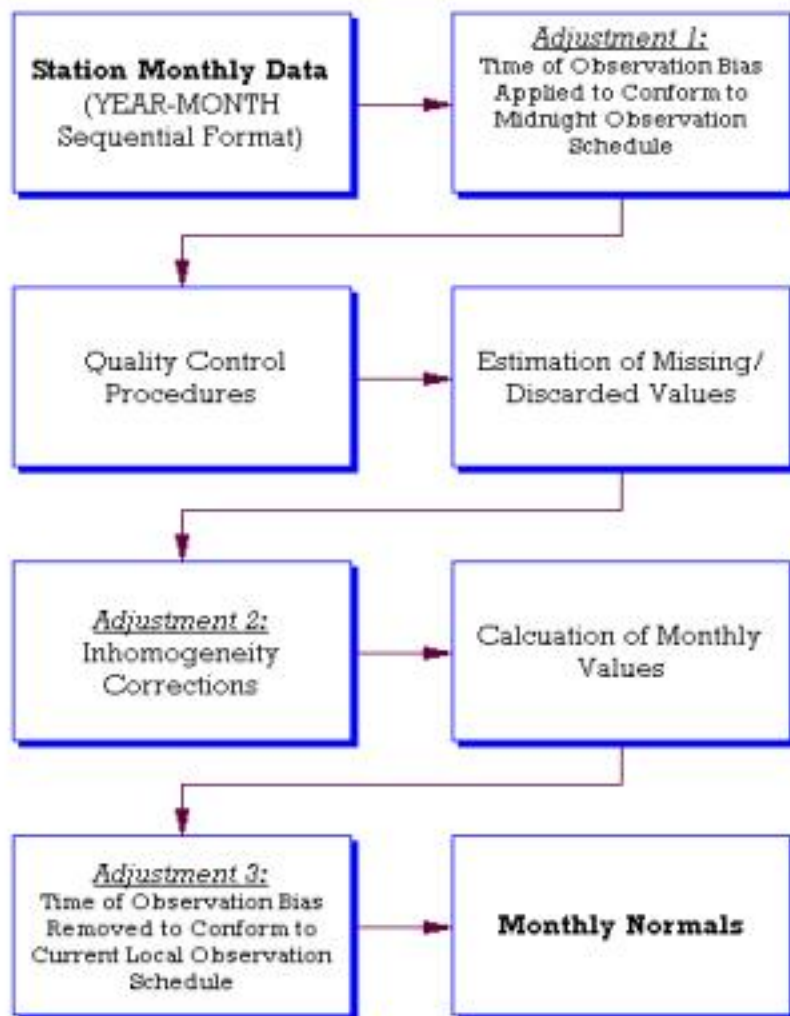 Station Monthly Data
(YEAR-MONTH
Sequential Format)
Adjustment 1:
Time of Observation Bias
Applied to Conform to
Midnight Observation
Schedule
Quality Control
Procedures
Estimation of Missing/
Discarded Values
Adjustment 2:
Inhomogeneity
Corrections
Calcuation of Monthly
Values
Adjustment 3:
Time of Observation Bias
Removed to Conform to
Current Local Observation
Schedule
Monthly Normals